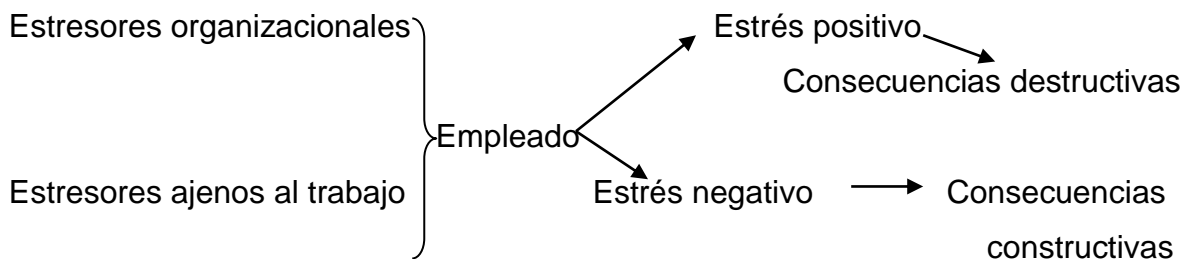 Estresores organizacionales
Estrés positivo
Consecuencias destructivas
Empleado
Estresores ajenos al trabajo
Estrés negativo
Consecuencias
constructivas